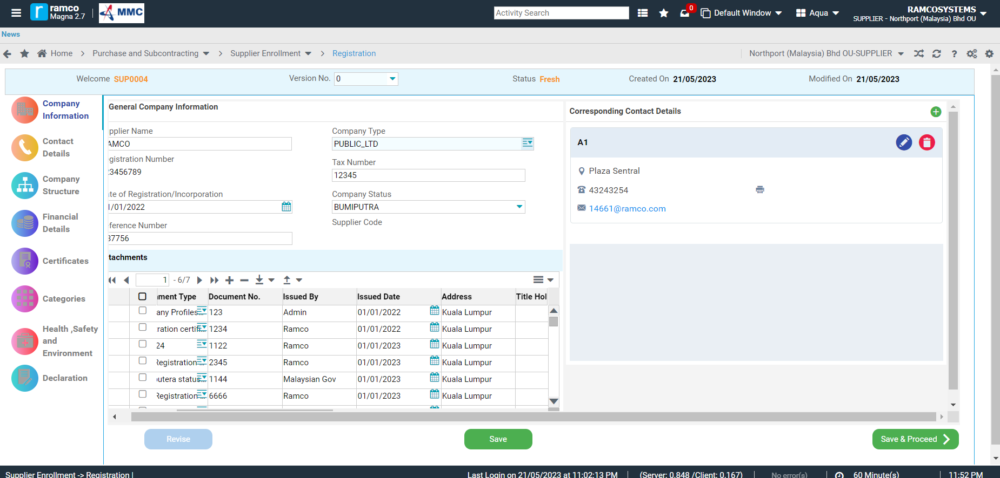 ramco
Magna 2.7
MMC
Activity Search
0
Default Window
Aqua
RAMCOSYSTEMS
SUPPLIER - Northport (Malaysia) Bhd OU
News
Home
Purchase and Subcontracting
Supplier Enrollment
Registration
Northport (Malaysia) Bhd OU-SUPPLIER
Welcome SUP0004
Version No. 0
Status Fresh
Created On 21/05/2023
Modified On 21/05/2023
Company
Information
Contact
Details
Company
Structure
Financial
Details
Certificates
Categories
Health ,Safety
and
Environment
Declaration
General Company Information
pplier Name
AMCO
gistration Number
23456789
te of Registration/Incorporation
1/01/2022
ference Number
37756
Company Type
PUBLIC_LTD
Tax Number
12345
Company Status
BUMIPUTRA
Supplier Code
tachments
1 - 6/7
ment Type Document No. Issued By Issued Date Address Title Hol
any Profiles... 123 Admin 01/01/2022 Kuala Lumpur
ration certifi... 1234 Ramco 01/01/2022 Kuala Lumpur
24 1122 Ramco 01/01/2023 Kuala Lumpur
Registration... 2345 Ramco 01/01/2023 Kuala Lumpur
utera status... 1144 Malaysian Gov 01/01/2023 Kuala Lumpur
Registration... 6666 Ramco 01/01/2023 Kuala Lumpur
Corresponding Contact Details
A1
Plaza Sentral
43243254
14661@ramco.com
Revise
Save
Save & Proceed
Supplier Enrollment -> Registration |
Last Login on 21/05/2023 at 11:02:13 PM
(Server: 0.848 /Client: 0.167)
No error(s)
60 Minute(s)
11:52 PM